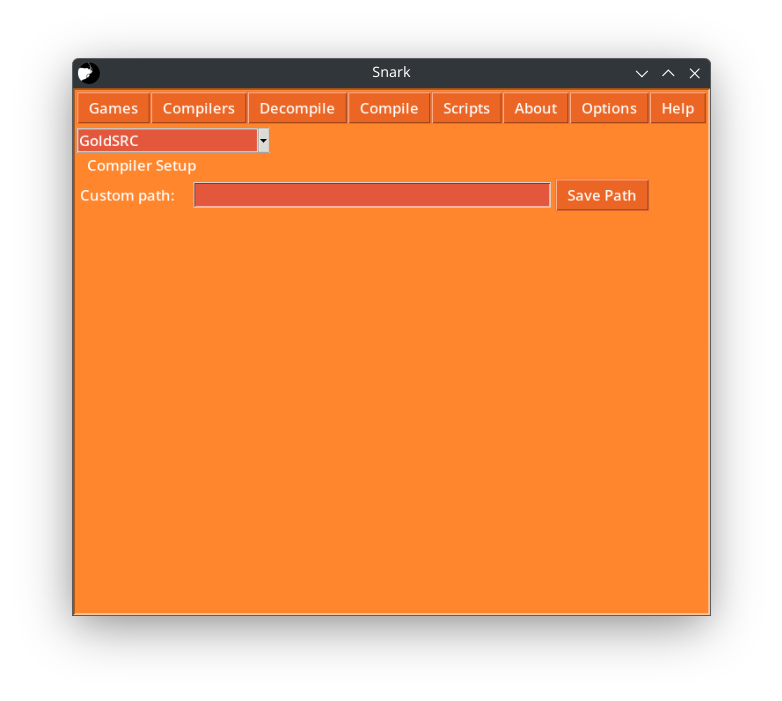 Snark
Games Compilers Decompile Compile Scripts About Options Help
GoldSRC
Compiler Setup
Custom path: Save Path